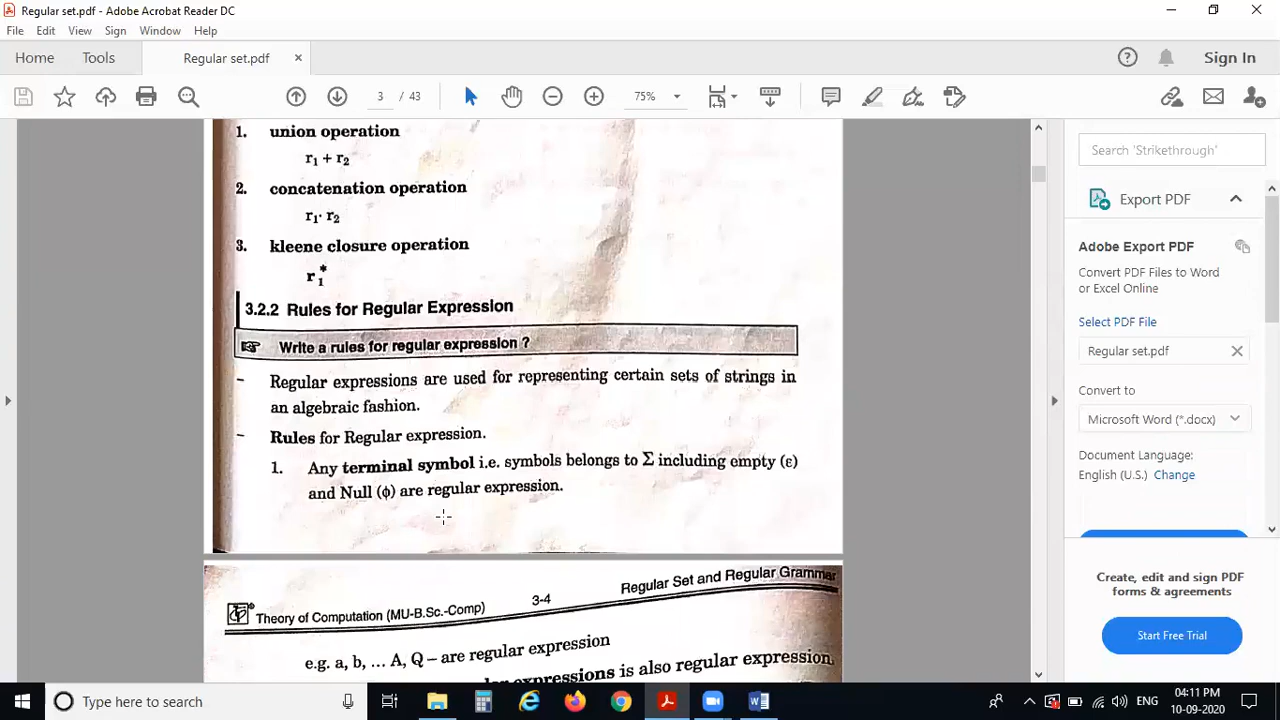 Regular set.pdf - Adobe Acrobat Reader DC
File Edit View Sign Window Help
Home Tools Regular set.pdf × Sign In
3 / 43 75%
1. union operation
r₁ + r₂
2. concatenation operation
r₁· r₂
3. kleene closure operation
r₁*
3.2.2 Rules for Regular Expression
Write a rules for regular expression ?
- Regular expressions are used for representing certain sets of strings in
an algebraic fashion.
- Rules for Regular expression.
1. Any terminal symbol i.e. symbols belongs to Σ including empty (ε)
and Null (ϕ) are regular expression.
Theory of Computation (MU-B.Sc.-Comp) 3-4 Regular Set and Regular Grammar
e.g. a, b, ... A, Q – are regular expression
expressions is also regular expression.
Search 'Strikethrough'
Export PDF
Adobe Export PDF
Convert PDF Files to Word
or Excel Online
Select PDF File
Regular set.pdf ×
Convert to
Microsoft Word (*.docx)
Document Language:
English (U.S.) Change
Create, edit and sign PDF
forms & agreements
Start Free Trial
Type here to search
ENG
04:11 PM
10-09-2020